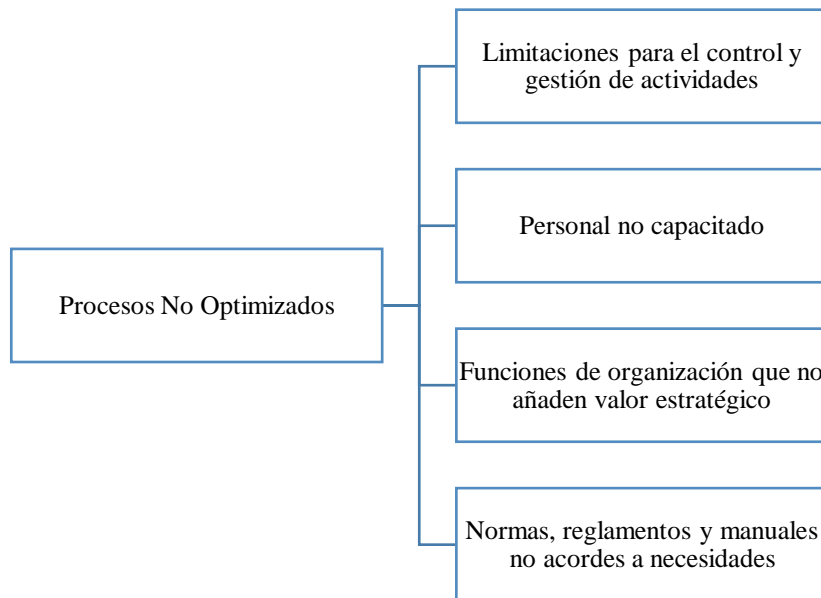 Limitaciones para el control y
gestión de actividades
Personal no capacitado
Procesos No Optimizados
Funciones de organización que no
añaden valor estratégico
Normas, reglamentos y manuales
no acordes a necesidades